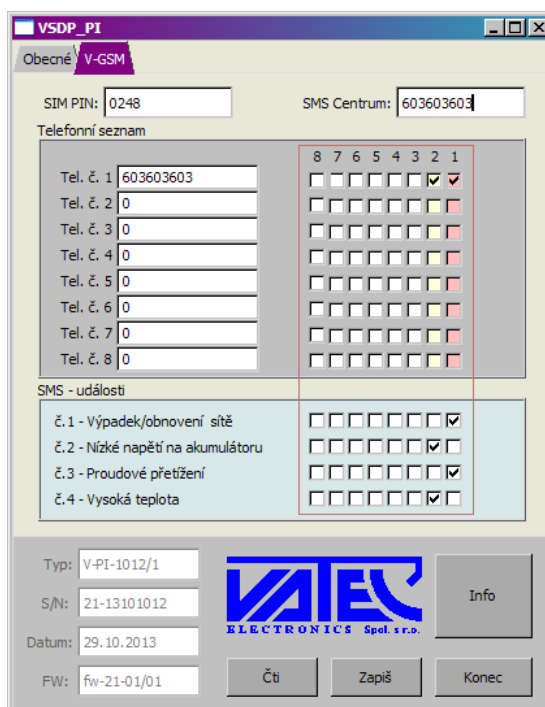 VSDP_PI
Obecné V-GSM
SIM PIN: 0248 SMS Centrum: 603603603
Telefonní seznam
8 7 6 5 4 3 2 1
Tel. č. 1 603603603
Tel. č. 2 0
Tel. č. 3 0
Tel. č. 4 0
Tel. č. 5 0
Tel. č. 6 0
Tel. č. 7 0
Tel. č. 8 0
SMS - události
č.1 - Výpadek/obnovení sítě
č.2 - Nízké napětí na akumulátoru
č.3 - Proudové přetížení
č.4 - Vysoká teplota
Typ: V-PI-1012/1
S/N: 21-13101012
Datum: 29.10.2013
FW: fw-21-01/01
VATEC
ELECTRONICS Spol. s r.o.
Info
Čti Zapiš Konec